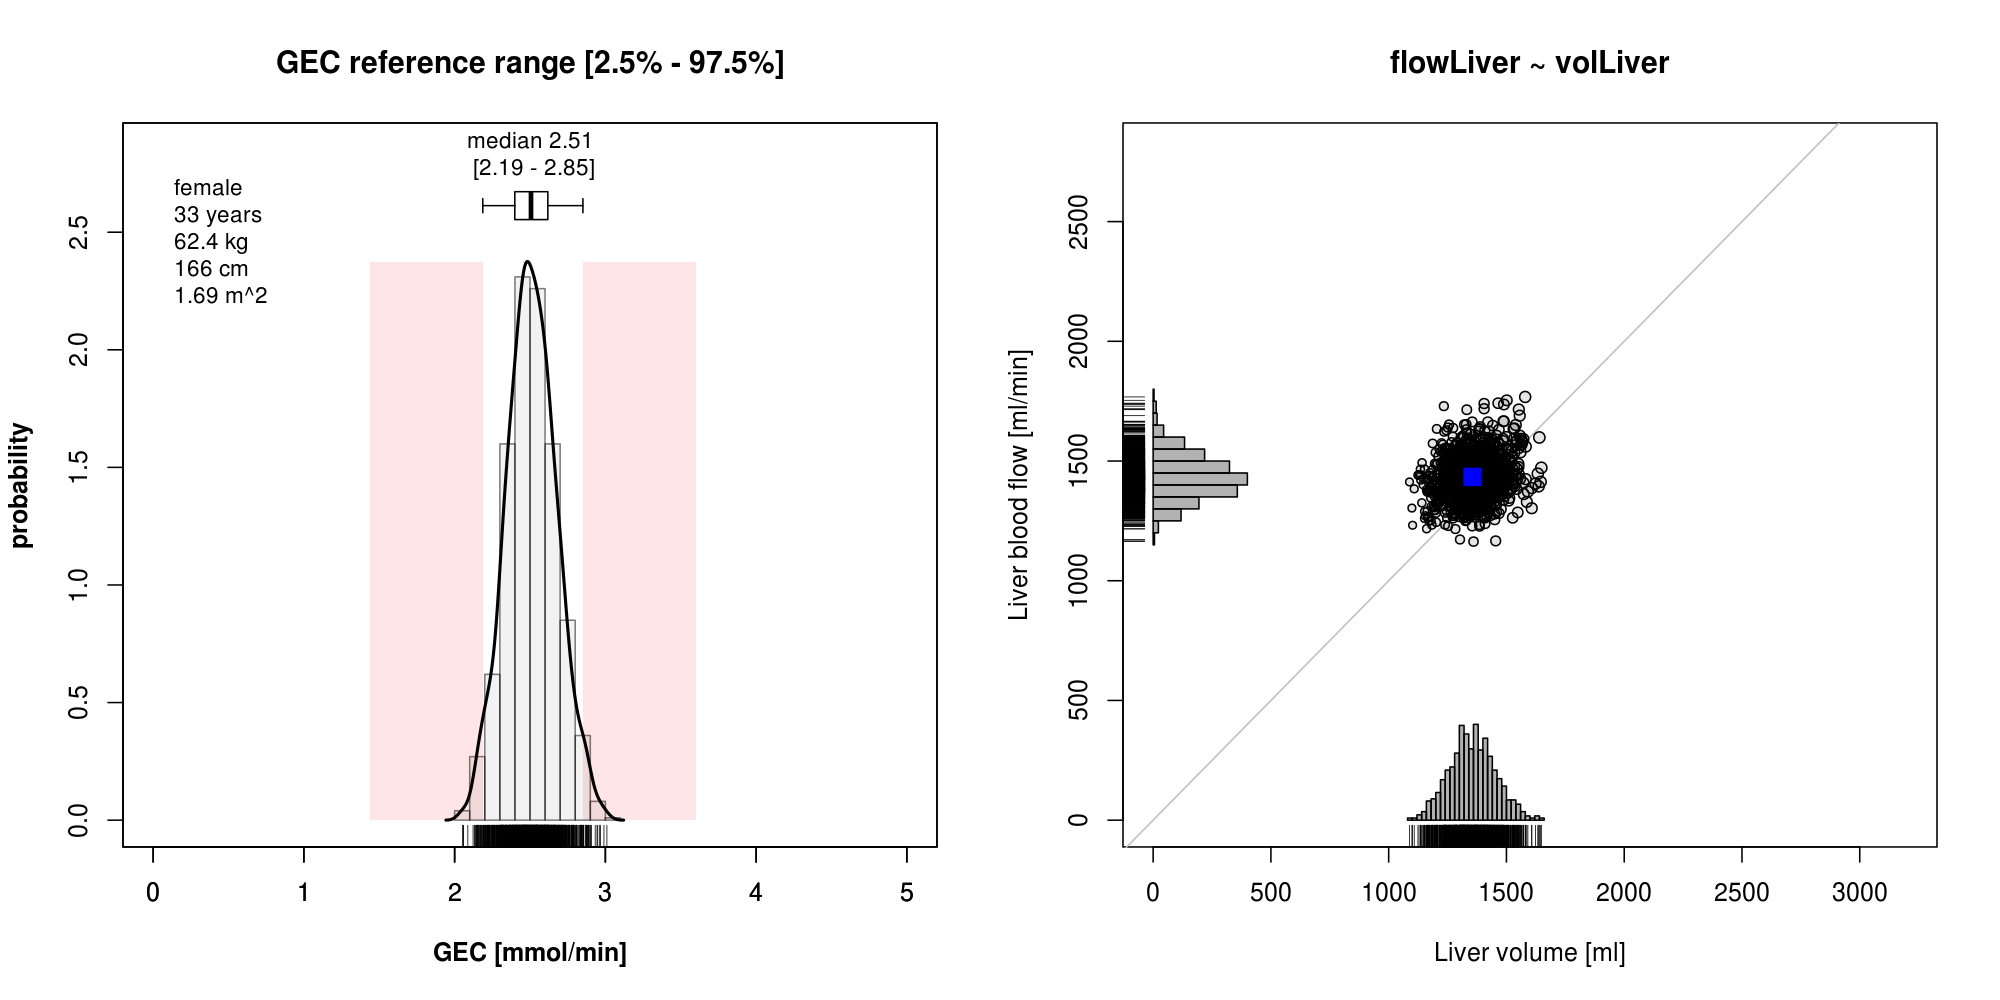 GEC reference range [2.5% - 97.5%]
median 2.51
[2.19 - 2.85]
female
33 years
62.4 kg
166 cm
1.69 m^2
probability
2.5
2.0
1.5
1.0
0.5
0.0
0 1 2 3 4 5
GEC [mmol/min]
flowLiver ~ volLiver
Liver blood flow [ml/min]
2500
2000
1500
1000
500
0
0 500 1000 1500 2000 2500 3000
Liver volume [ml]